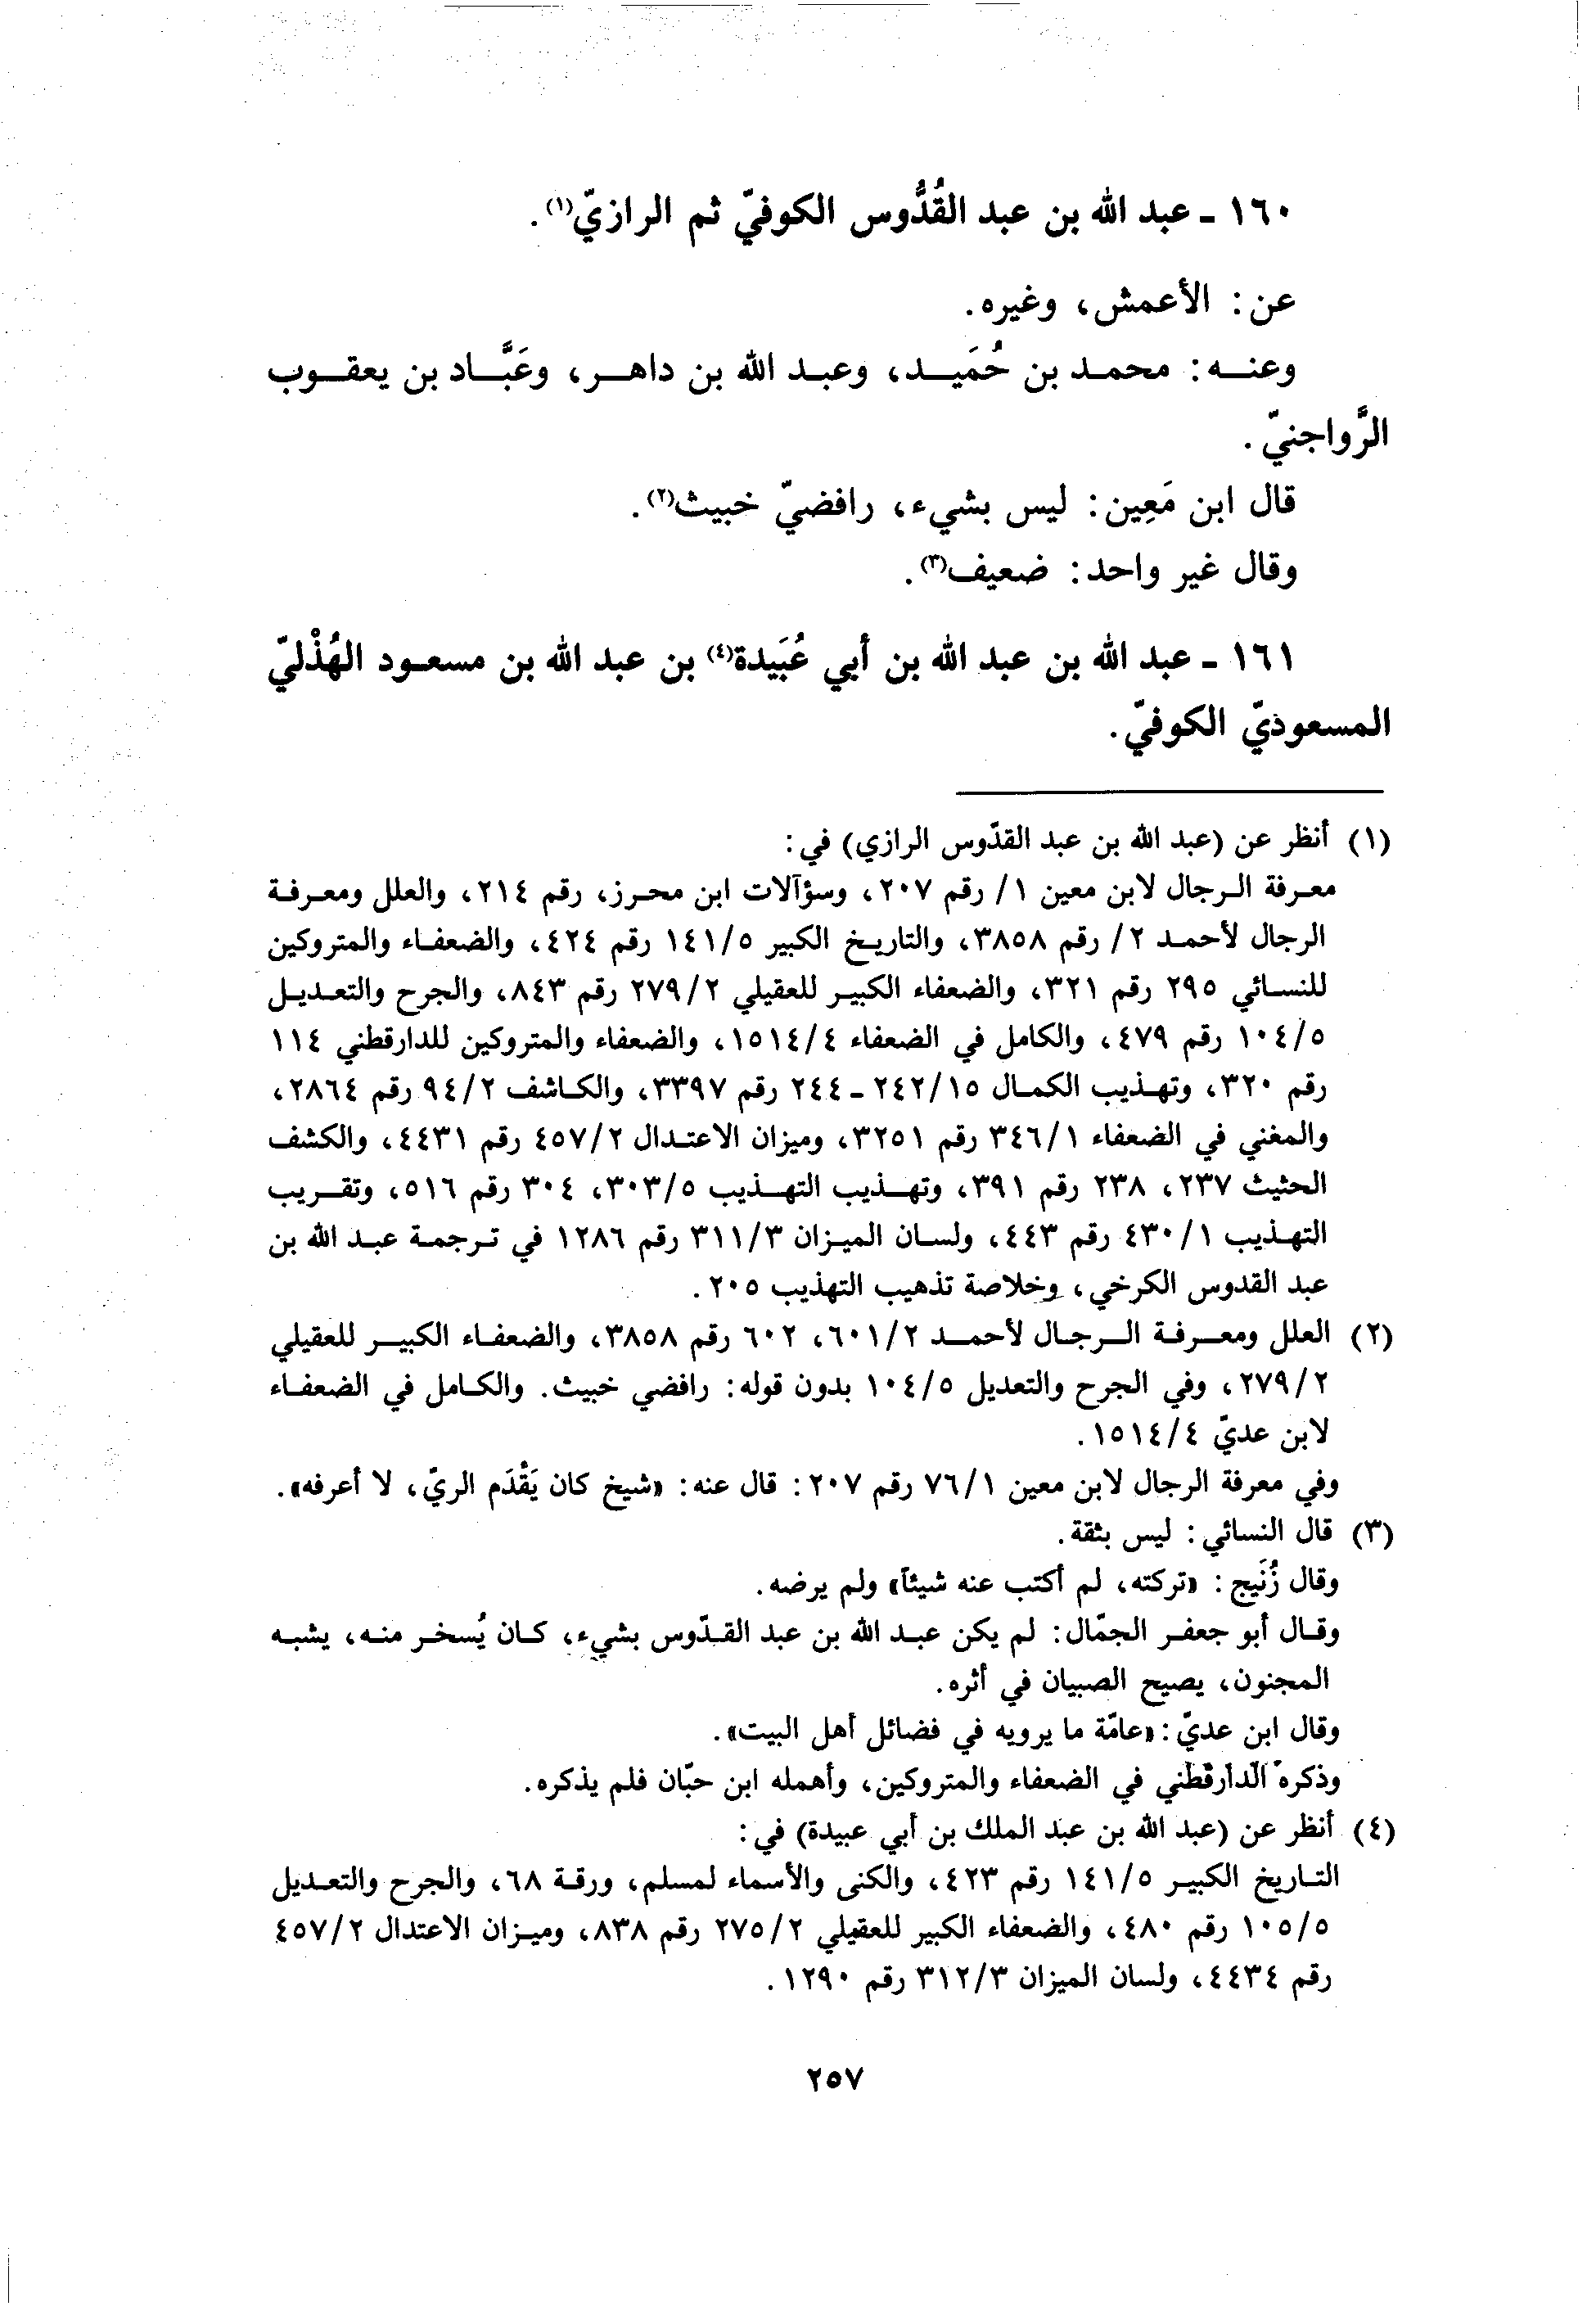 ١٦٠ - عبد الله بن عبد القُدُّوس الكوفيّ ثم الرازيّ(١).
عن: الأعمش، وغيره.
وعنه: محمد بن حُمَيد، وعبد الله بن داهر، وعَبَّاد بن يعقوب
الرَّواجنيّ.
قال ابن مَعِين: ليس بشيء، رافضيّ خبيث(٢).
وقال غير واحد: ضعيف(٣).
١٦١ - عبد الله بن عبد الله بن أبي عُبَيدة(٤) بن عبد الله بن مسعود الهُذْليّ
المسعوديّ الكوفيّ.
(١) أنظر عن (عبد الله بن عبد القدّوس الرازي) في:
معرفة الرجال لابن معين ١/ رقم ٢٠٧، وسؤآلات ابن محرز، رقم ٢١٤، والعلل ومعرفة
الرجال لأحمد ٢/ رقم ٣٨٥٨، والتاريخ الكبير ١٤١/٥ رقم ٤٢٤، والضعفاء والمتروكين
للنسائي ٢٩٥ رقم ٣٢١، والضعفاء الكبير للعقيلي ٢٧٩/٢ رقم ٨٤٣، والجرح والتعديل
١٠٤/٥ رقم ٤٧٩، والكامل في الضعفاء ١٥١٤/٤، والضعفاء والمتروكين للدارقطني ١١٤
رقم ٣٢٠، وتهذيب الكمال ٢٤٢/١٥ - ٢٤٤ رقم ٣٣٩٧، والكاشف ٩٤/٢ رقم ٢٨٦٤،
والمغني في الضعفاء ٣٤٦/١ رقم ٣٢٥١، وميزان الاعتدال ٤٥٧/٢ رقم ٤٤٣١، والكشف
الحثيث ٢٣٧، ٢٣٨ رقم ٣٩١، وتهذيب التهذيب ٣٠٣/٥، ٣٠٤ رقم ٥١٦، وتقريب
التهذيب ٤٣٠/١ رقم ٤٤٣، ولسان الميزان ٣١١/٣ رقم ١٢٨٦ في ترجمة عبد الله بن
عبد القدوس الكرخي، وخلاصة تذهيب التهذيب ٢٠٥.
(٢) العلل ومعرفة الرجال لأحمد ٦٠١/٢، ٦٠٢ رقم ٣٨٥٨، والضعفاء الكبير للعقيلي
٢٧٩/٢، وفي الجرح والتعديل ١٠٤/٥ بدون قوله: رافضي خبيث. والكامل في الضعفاء
لابن عديّ ١٥١٤/٤.
وفي معرفة الرجال لابن معين ٧٦/١ رقم ٢٠٧: قال عنه: «شيخ كان يَقْدَم الريّ، لا أعرفه».
(٣) قال النسائي: ليس بثقة.
وقال زُنَيج: «تركته، لم أكتب عنه شيئاً» ولم يرضه.
وقال أبو جعفر الجمّال: لم يكن عبد الله بن عبد القدّوس بشيء، كان يُسخر منه، يشبه
المجنون، يصيح الصبيان في أثره.
وقال ابن عديّ: «عامّة ما يرويه في فضائل أهل البيت».
وذكره الدارقطني في الضعفاء والمتروكين، وأهمله ابن حبّان فلم يذكره.
(٤) أنظر عن (عبد الله بن عبد الملك بن أبي عبيدة) في:
التاريخ الكبير ١٤١/٥ رقم ٤٢٣، والكنى والأسماء لمسلم، ورقة ٦٨، والجرح والتعديل
١٠٥/٥ رقم ٤٨٠، والضعفاء الكبير للعقيلي ٢٧٥/٢ رقم ٨٣٨، وميزان الاعتدال ٤٥٧/٢
رقم ٤٤٣٤، ولسان الميزان ٣١٢/٣ رقم ١٢٩٠.
٢٥٧